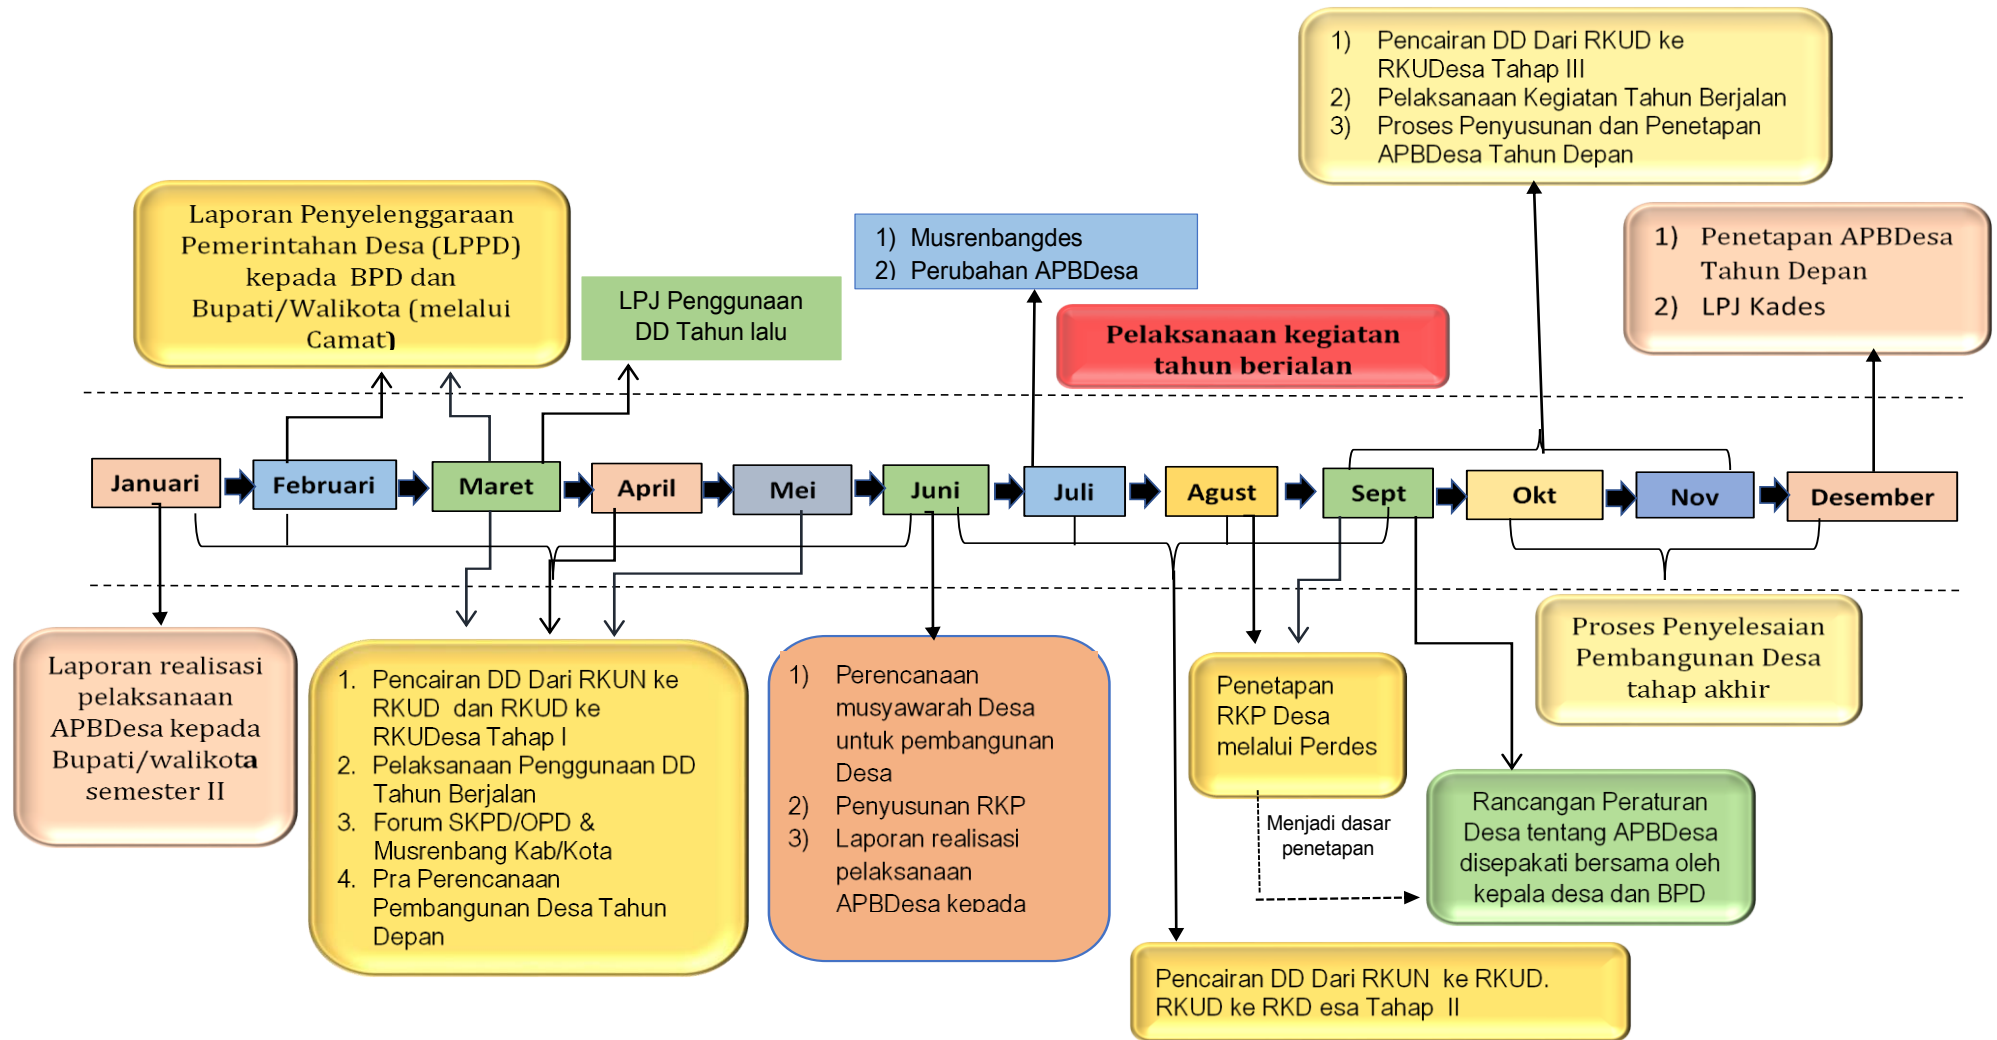 1) Pencairan DD Dari RKUD ke
RKUDesa Tahap III
2) Pelaksanaan Kegiatan Tahun Berjalan
3) Proses Penyusunan dan Penetapan
APBDesa Tahun Depan
Laporan Penyelenggaraan
Pemerintahan Desa (LPPD)
kepada BPD dan
Bupati/Walikota (melalui
Camat)
LPJ Penggunaan
DD Tahun lalu
1) Musrenbangdes
2) Perubahan APBDesa
Pelaksanaan kegiatan
tahun berjalan
1) Penetapan APBDesa
Tahun Depan
2) LPJ Kades
Januari
Februari
Maret
April
Mei
Juni
Juli
Agust
Sept
Okt
Nov
Desember
Laporan realisasi
pelaksanaan
APBDesa kepada
Bupati/walikota
semester II
1. Pencairan DD Dari RKUN ke
RKUD dan RKUD ke
RKUDesa Tahap I
2. Pelaksanaan Penggunaan DD
Tahun Berjalan
3. Forum SKPD/OPD &
Musrenbang Kab/Kota
4. Pra Perencanaan
Pembangunan Desa Tahun
Depan
1) Perencanaan
musyawarah Desa
untuk pembangunan
Desa
2) Penyusunan RKP
3) Laporan realisasi
pelaksanaan
APBDesa kepada
Penetapan
RKP Desa
melalui Perdes
Menjadi dasar
penetapan
Proses Penyelesaian
Pembangunan Desa
tahap akhir
Rancangan Peraturan
Desa tentang APBDesa
disepakati bersama oleh
kepala desa dan BPD
Pencairan DD Dari RKUN ke RKUD.
RKUD ke RKD esa Tahap II